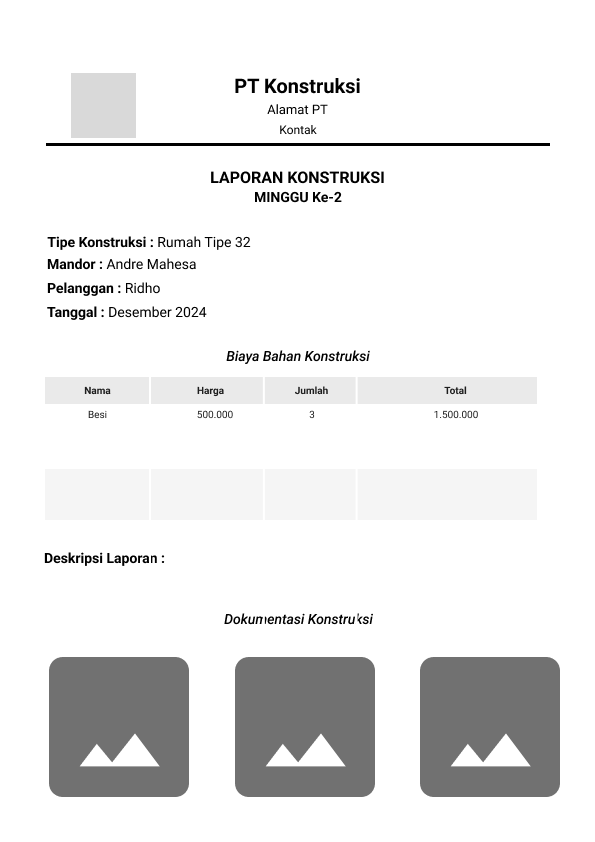 PT Konstruksi
Alamat PT
Kontak
LAPORAN KONSTRUKSI
MINGGU Ke-2
Tipe Konstruksi : Rumah Tipe 32
Mandor : Andre Mahesa
Pelanggan : Ridho
Tanggal : Desember 2024
Biaya Bahan Konstruksi
Nama Harga Jumlah Total
Besi 500.000 3 1.500.000
Deskripsi Laporan :
Dokumentasi Konstruksi